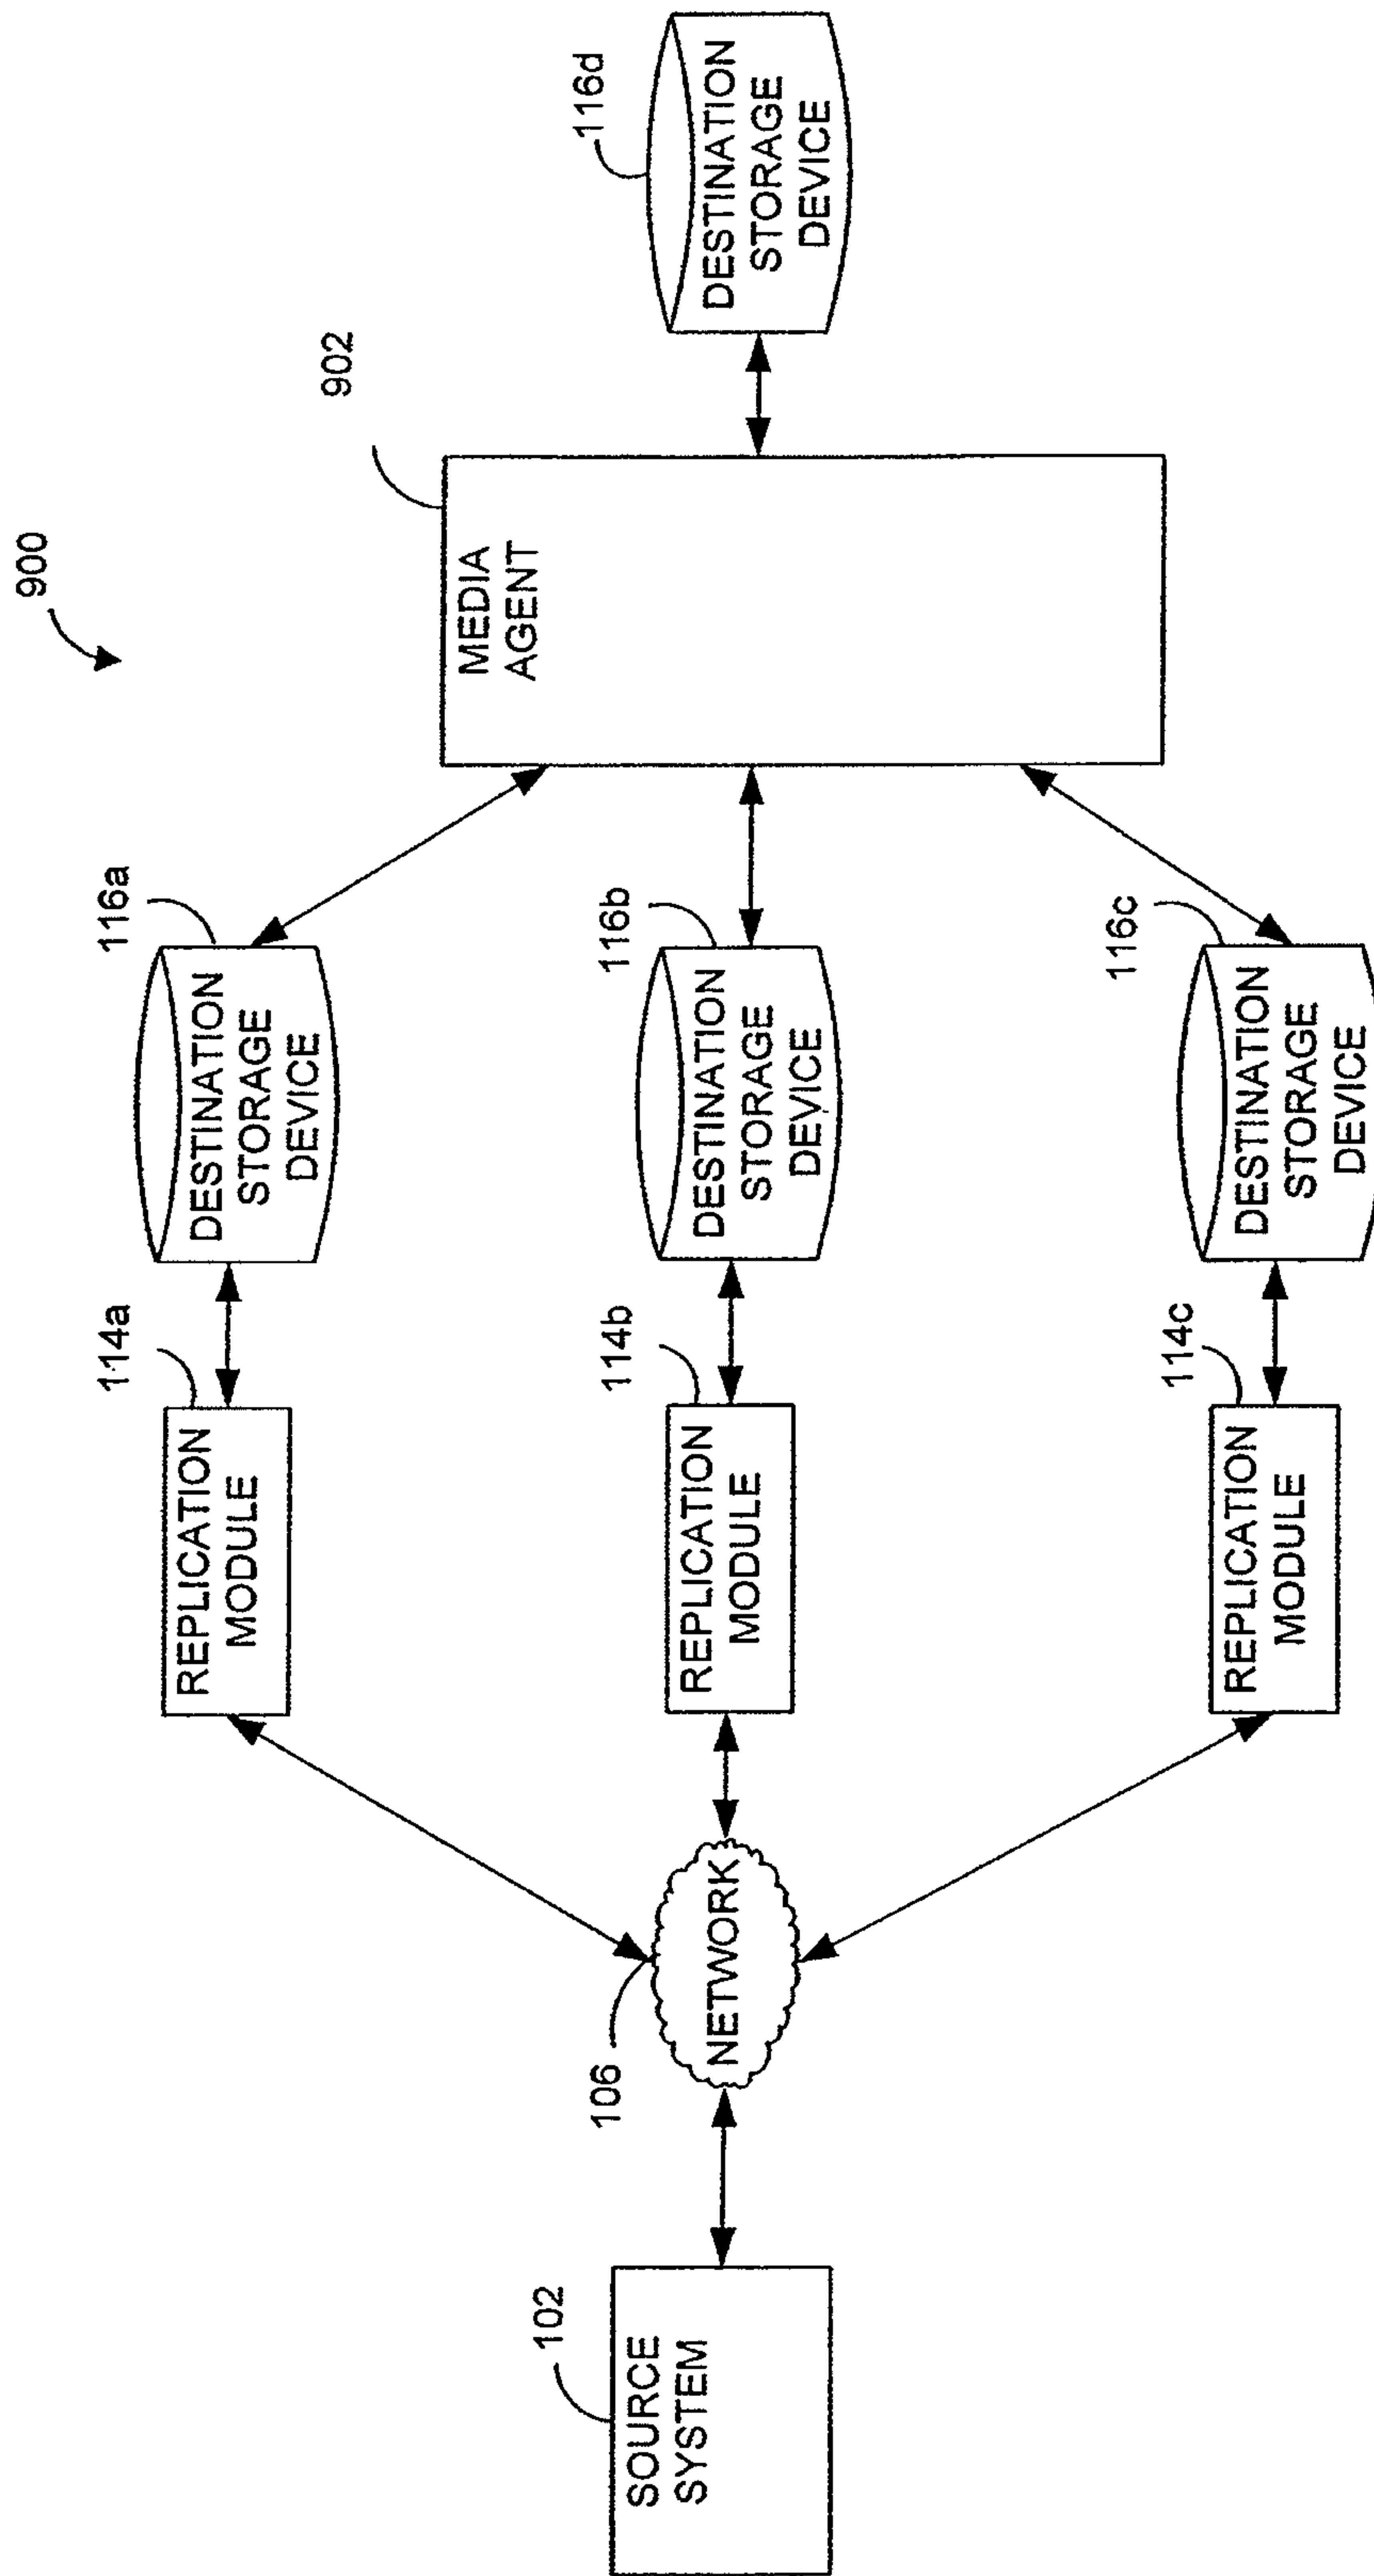 900
SOURCE
SYSTEM
102
NETWORK
106
REPLICATION
MODULE
114a
DESTINATION
STORAGE
DEVICE
116a
REPLICATION
MODULE
114b
DESTINATION
STORAGE
DEVICE
116b
REPLICATION
MODULE
114c
DESTINATION
STORAGE
DEVICE
116c
MEDIA
AGENT
902
DESTINATION
STORAGE
DEVICE
116d